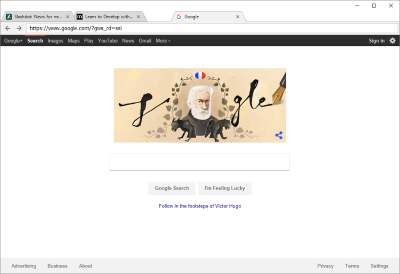 Slashdot: News for ne...
Learn to Develop with...
Google
https://www.google.com/?gws_rd=ssl
Google+ Search Images Maps Play YouTube News Gmail More
Sign in
Google Search
I'm Feeling Lucky
Follow in the footsteps of Victor Hugo
Advertising Business About
Privacy Terms Settings